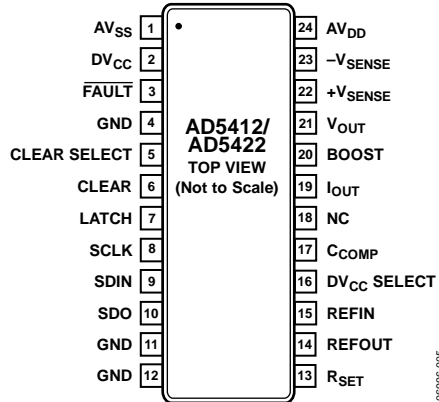 AVSS 1
DVCC 2
FAULT 3
GND 4
CLEAR SELECT 5
CLEAR 6
LATCH 7
SCLK 8
SDIN 9
SDO 10
GND 11
GND 12
AD5412/
AD5422
TOP VIEW
(Not to Scale)
24 AVDD
23 –VSENSE
22 +VSENSE
21 VOUT
20 BOOST
19 IOUT
18 NC
17 CCOMP
16 DVCC SELECT
15 REFIN
14 REFOUT
13 RSET